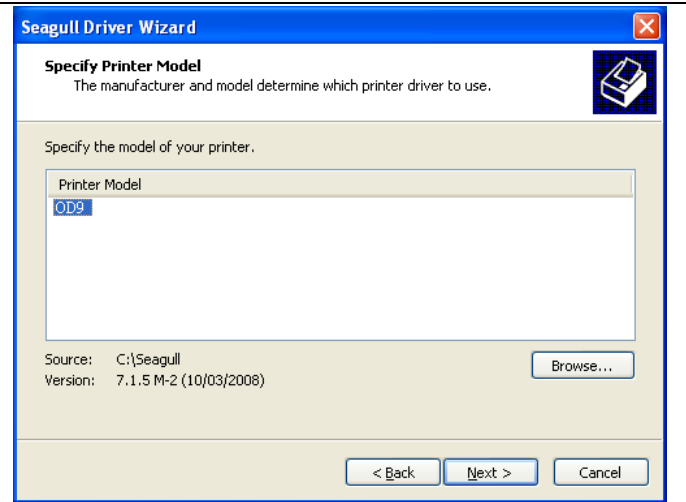 Seagull Driver Wizard
Specify Printer Model
The manufacturer and model determine which printer driver to use.
Specify the model of your printer.
Printer Model
OD9
Source: C:\Seagull
Version: 7.1.5 M-2 (10/03/2008)
Browse...
< Back Next > Cancel